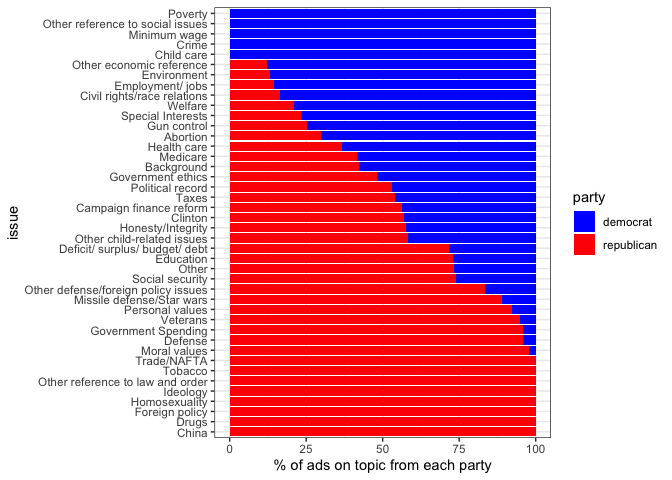 Poverty
Other reference to social issues
Minimum wage
Crime
Child care
Other economic reference
Environment
Employment/ jobs
Civil rights/race relations
Welfare
Special Interests
Gun control
Abortion
Health care
Medicare
Background
Government ethics
Political record
Taxes
Campaign finance reform
Clinton
Honesty/Integrity
Other child-related issues
Deficit/ surplus/ budget/ debt
Education
Other
Social security
Other defense/foreign policy issues
Missile defense/Star wars
Personal values
Veterans
Government Spending
Defense
Moral values
Trade/NAFTA
Tobacco
Other reference to law and order
Ideology
Homosexuality
Foreign policy
Drugs
China
issue
0 25 50 75 100
% of ads on topic from each party
party
democrat
republican